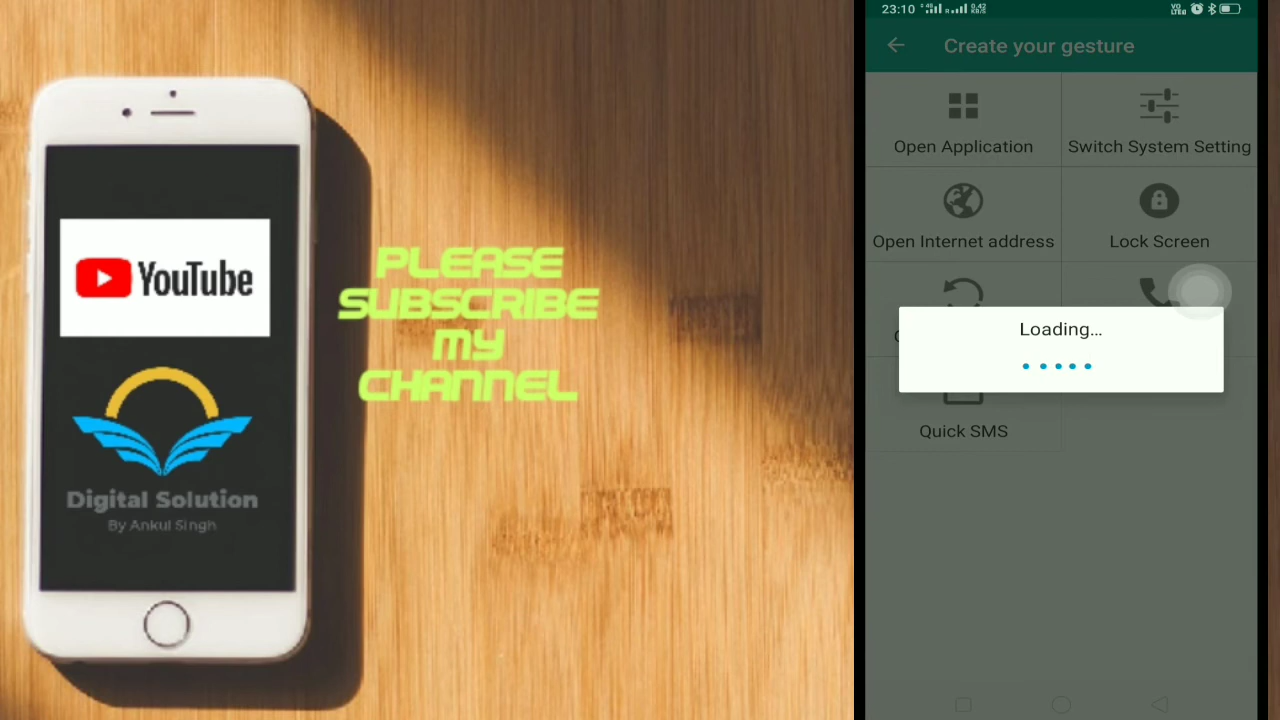 YouTube
Digital Solution
By Ankul Singh
PLEASE
SUBSCRIBE
MY
CHANNEL
23:10
Create your gesture
Open Application
Switch System Setting
Open Internet address
Lock Screen
Loading...
Quick SMS